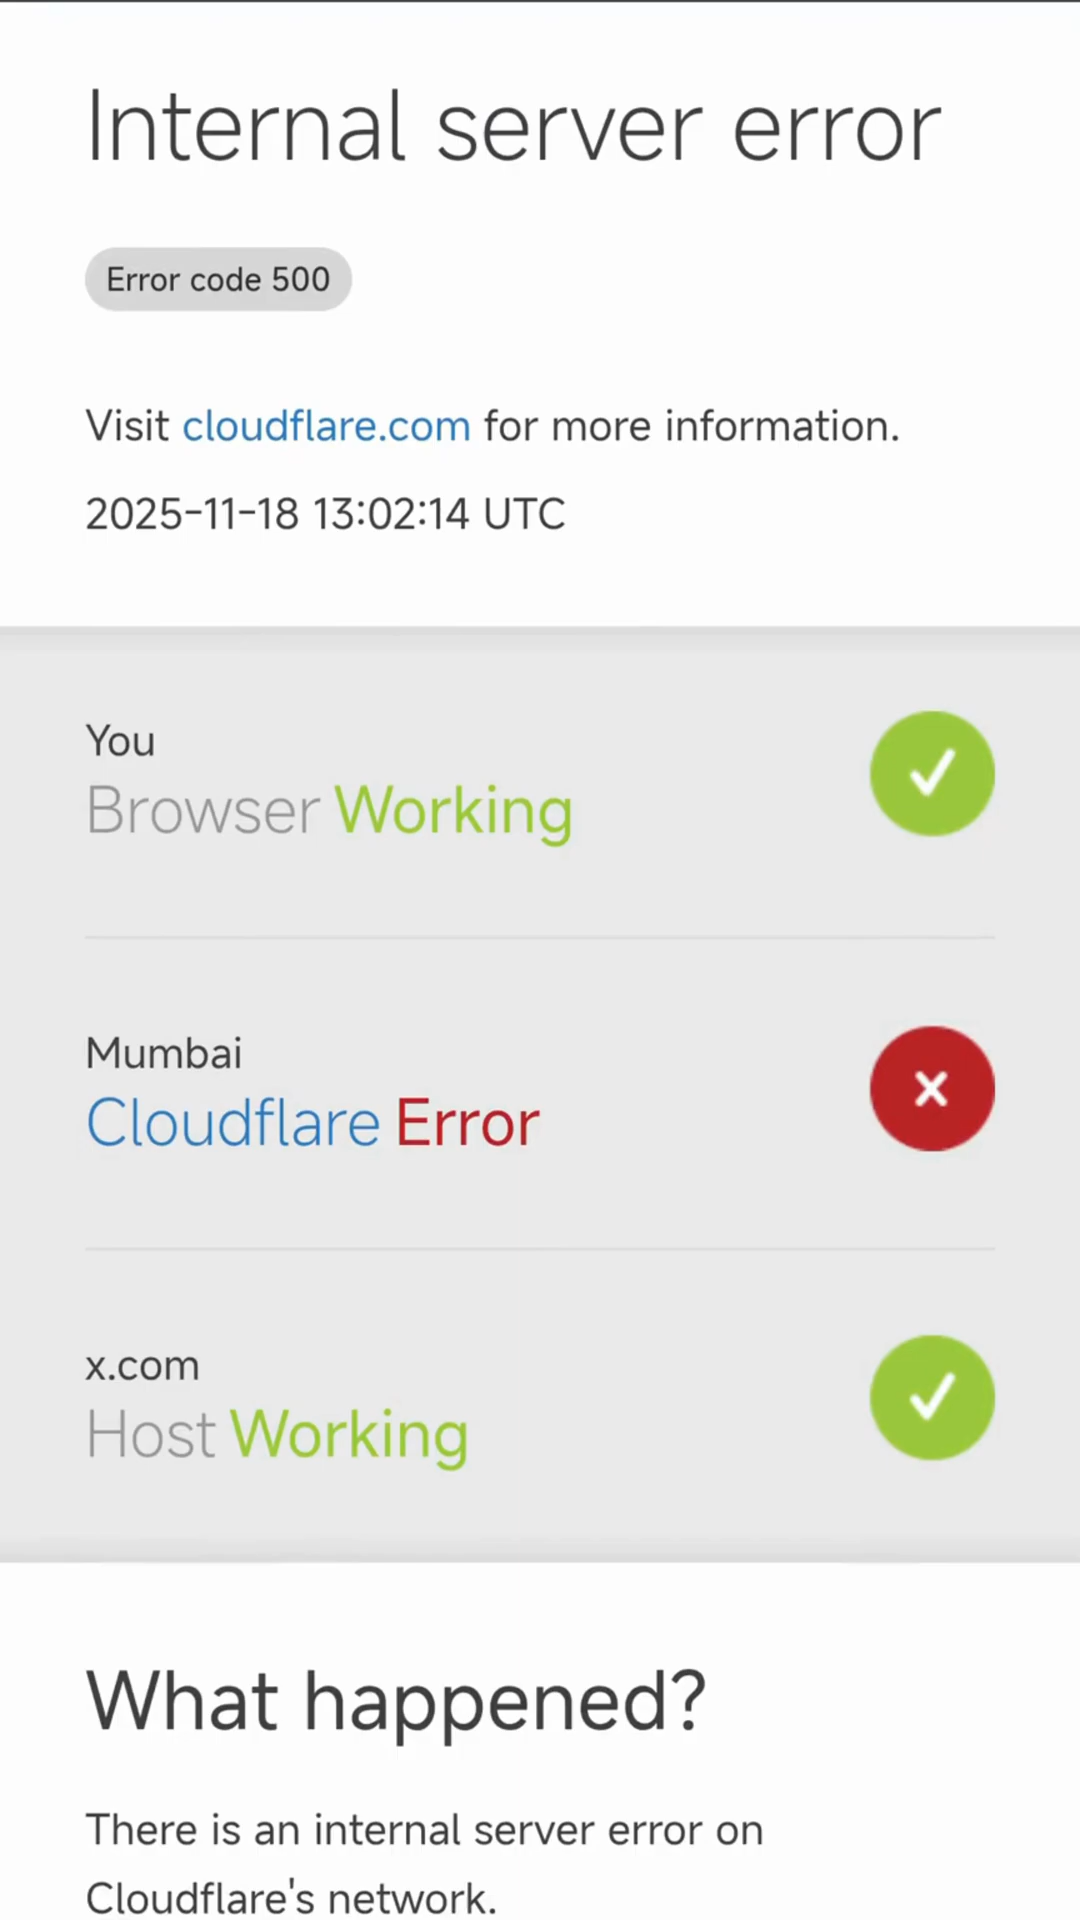 Internal server error
Error code 500
Visit cloudflare.com for more information.
2025-11-18 13:02:14 UTC
You
Browser Working
Mumbai
Cloudflare Error
x.com
Host Working
What happened?
There is an internal server error on
Cloudflare's network.